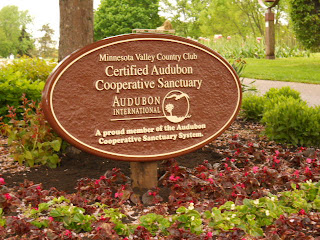 Minnesota Valley Country Club
Certified Audubon
Cooperative Sanctuary
AUDUBON
INTERNATIONAL
A proud member of the Audubon
Cooperative Sanctuary System.